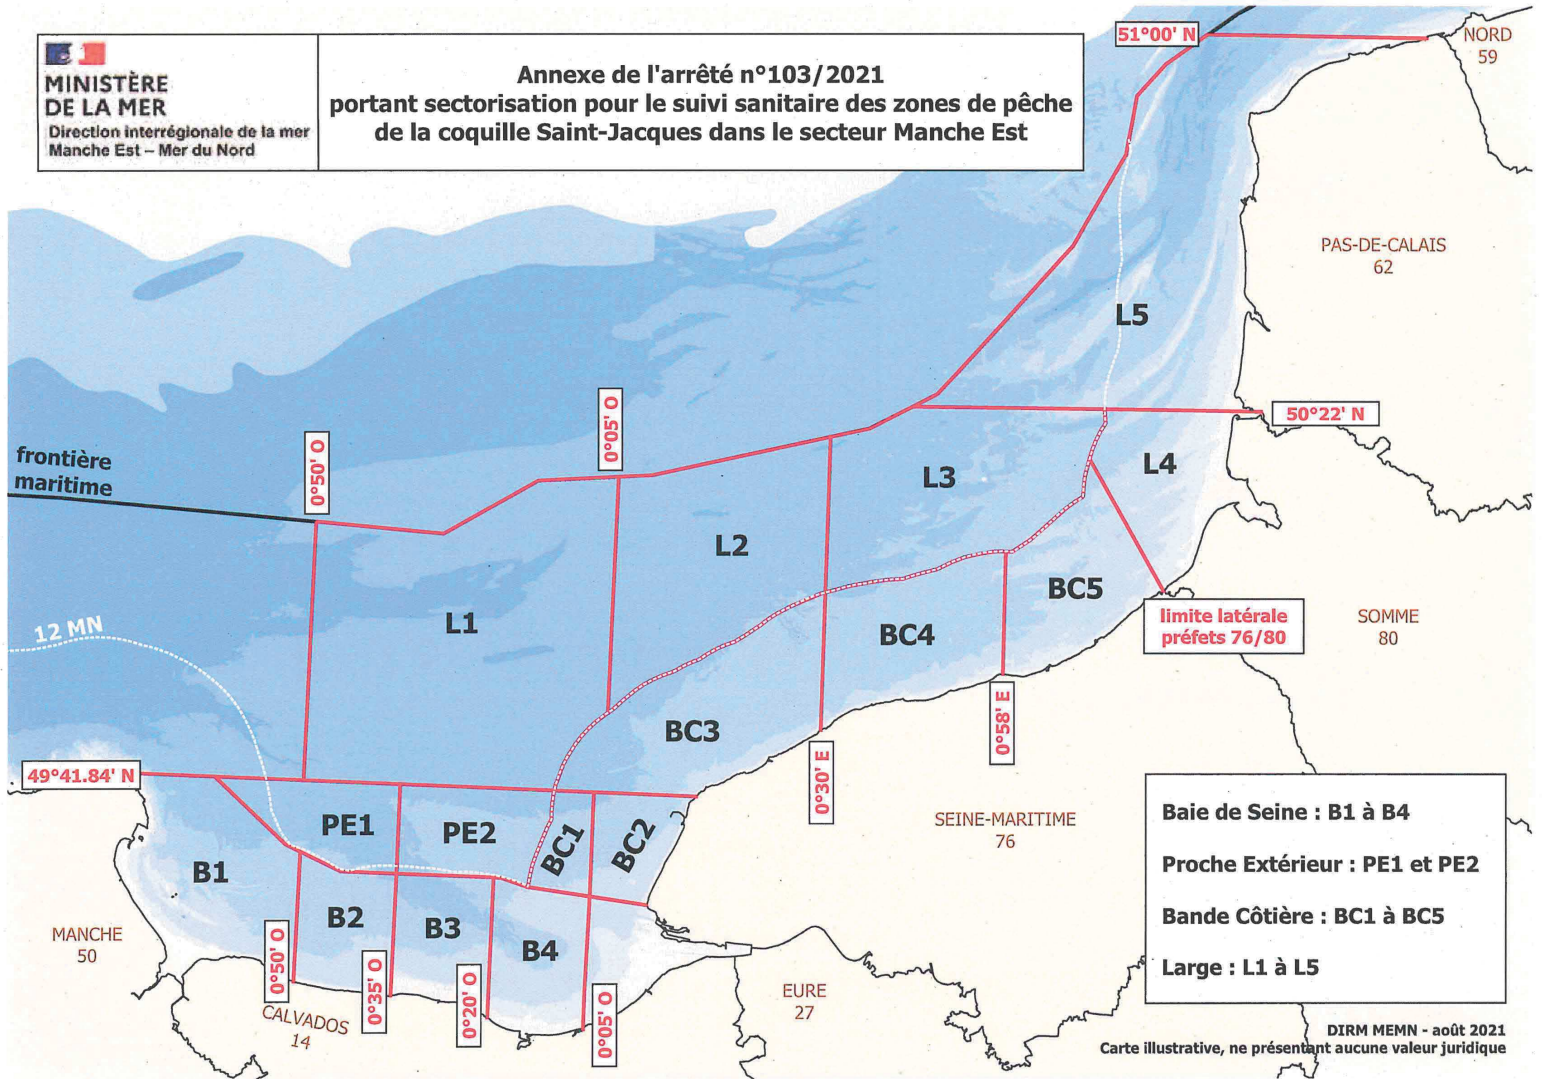 MINISTÈRE
DE LA MER
Direction interrégionale de la mer
Manche Est – Mer du Nord
Annexe de l'arrêté n°103/2021
portant sectorisation pour le suivi sanitaire des zones de pêche
de la coquille Saint-Jacques dans le secteur Manche Est
51°00' N
NORD
59
PAS-DE-CALAIS
62
L5
50°22' N
0°05' O
0°50' O
frontière
maritime
L3
L4
L2
BC5
L1
BC4
limite latérale
préfets 76/80
SOMME
80
12 MN
BC3
0°58' E
0°30' E
49°41.84' N
PE1
PE2
BC1
BC2
SEINE-MARITIME
76
B1
B2
B3
B4
MANCHE
50
0°50' O
0°35' O
0°20' O
0°05' O
CALVADOS
14
EURE
27
Baie de Seine : B1 à B4
Proche Extérieur : PE1 et PE2
Bande Côtière : BC1 à BC5
Large : L1 à L5
DIRM MEMN - août 2021
Carte illustrative, ne présentant aucune valeur juridique